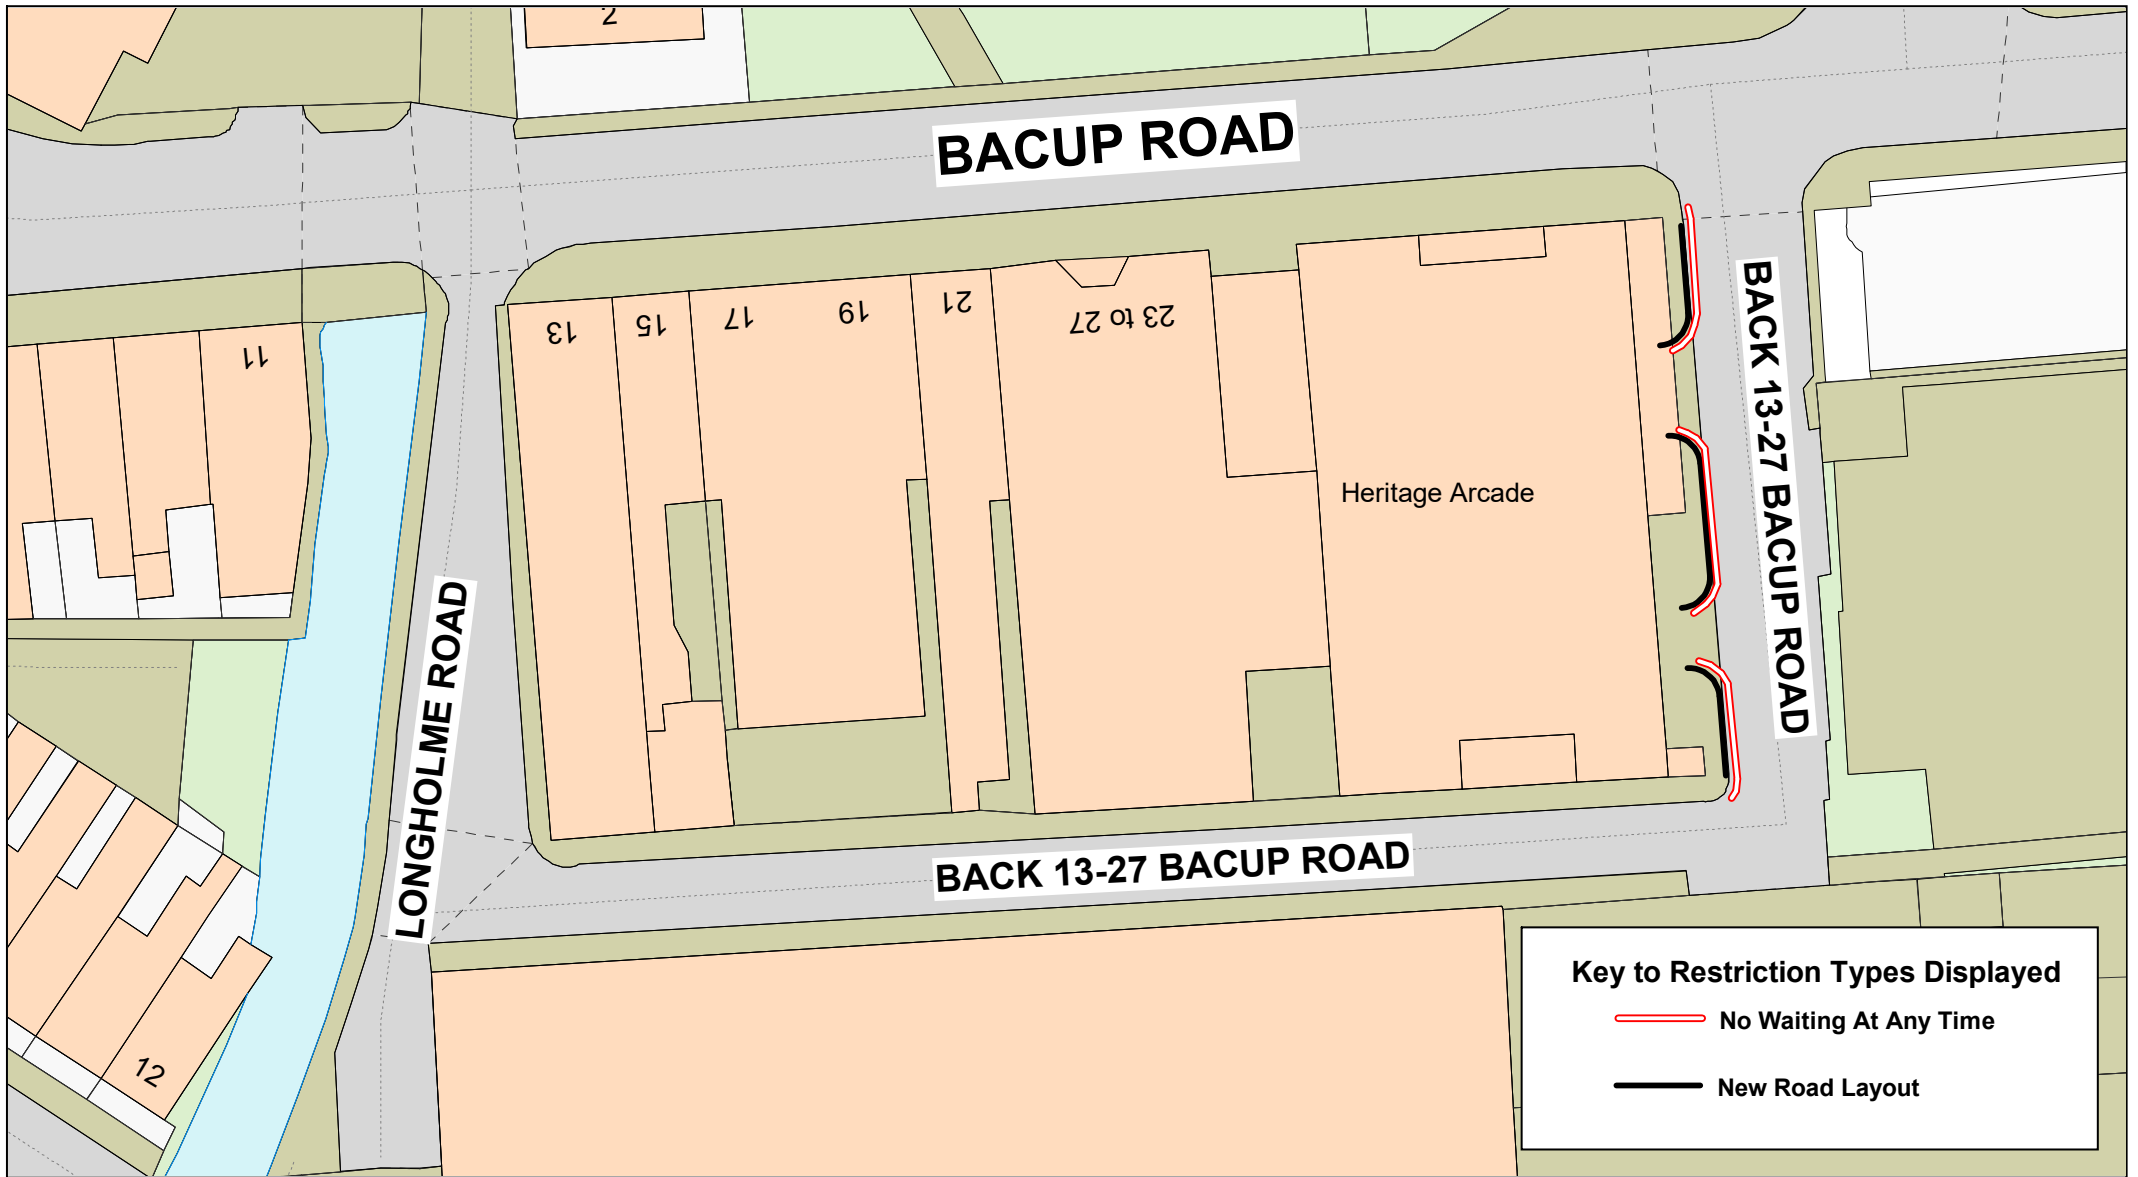 2
BACUP ROAD
BACK 13-27 BACUP ROAD
13
15
17
19
21
23 to 27
11
Heritage Arcade
LONGHOLME ROAD
BACK 13-27 BACUP ROAD
12
Key to Restriction Types Displayed
No Waiting At Any Time
New Road Layout